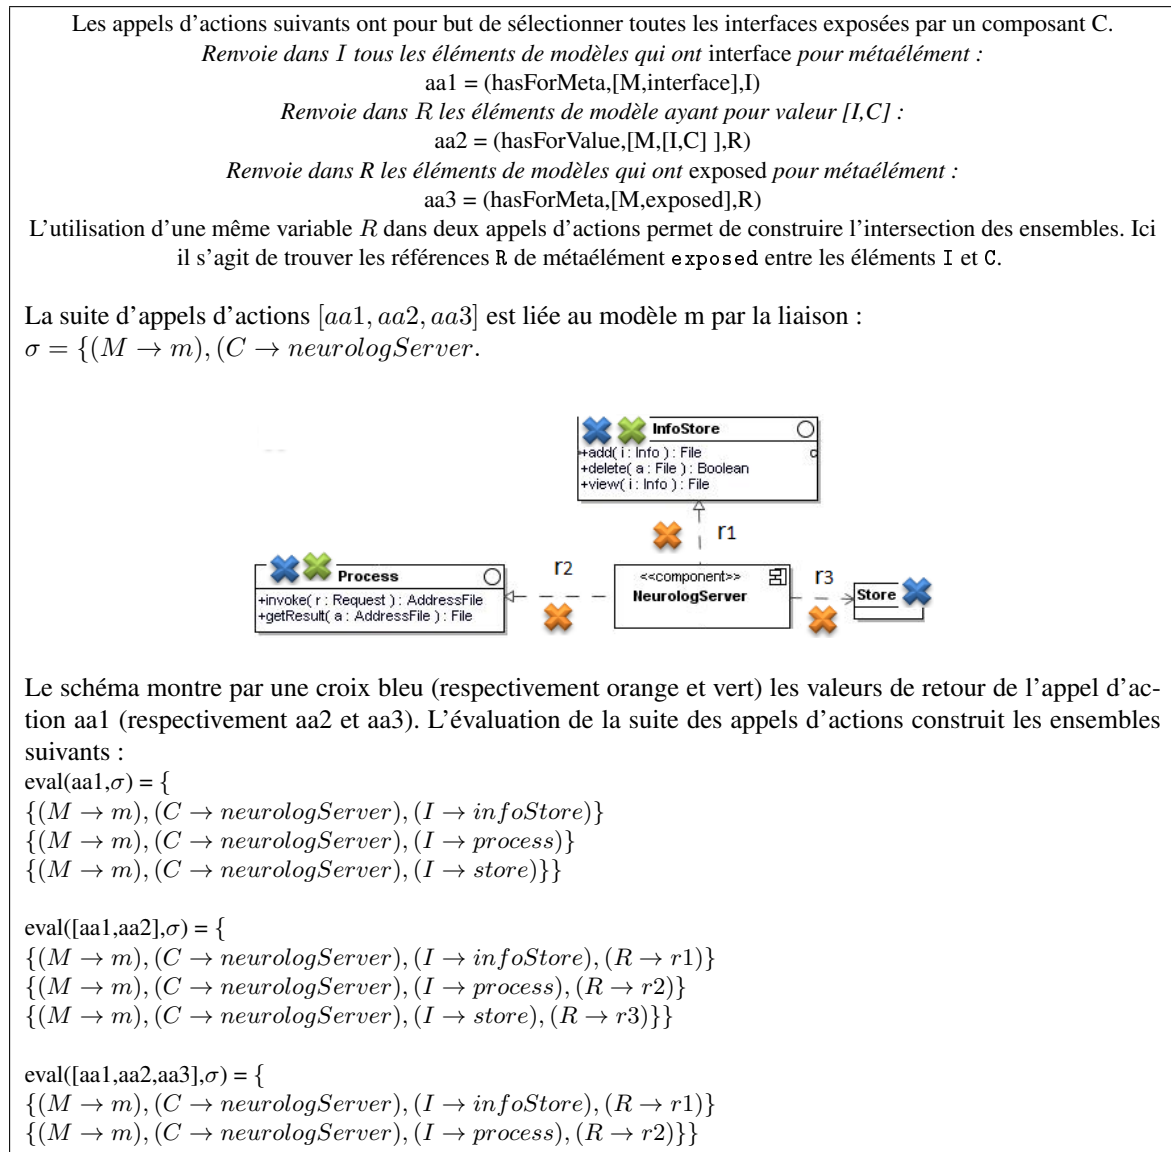 Les appels d'actions suivants ont pour but de sélectionner toutes les interfaces exposées par un composant C.
Renvoie dans I tous les éléments de modèles qui ont interface pour métaélément :
aa1 = (hasForMeta,[M,interface],I)
Renvoie dans R les éléments de modèle ayant pour valeur [I,C] :
aa2 = (hasForValue,[M,[I,C] ],R)
Renvoie dans R les éléments de modèles qui ont exposed pour métaélément :
aa3 = (hasForMeta,[M,exposed],R)
L'utilisation d'une même variable R dans deux appels d'actions permet de construire l'intersection des ensembles. Ici
il s'agit de trouver les références R de métaélément exposed entre les éléments I et C.
La suite d'appels d'actions [aa1, aa2, aa3] est liée au modèle m par la liaison :
σ = {(M → m), (C → neurologServer.
InfoStore
+add( i : Info ) : File
+delete( a : File ) : Boolean
+view( i : Info ) : File
r1
Process
+invoke( r : Request ) : AddressFile
+getResult( a : AddressFile ) : File
r2
<<component>>
NeurologServer
r3
Store
Le schéma montre par une croix bleu (respectivement orange et vert) les valeurs de retour de l'appel d'ac-
tion aa1 (respectivement aa2 et aa3). L'évaluation de la suite des appels d'actions construit les ensembles
suivants :
eval(aa1,σ) = {
{(M → m), (C → neurologServer), (I → infoStore)}
{(M → m), (C → neurologServer), (I → process)}
{(M → m), (C → neurologServer), (I → store)}}
eval([aa1,aa2],σ) = {
{(M → m), (C → neurologServer), (I → infoStore), (R → r1)}
{(M → m), (C → neurologServer), (I → process), (R → r2)}
{(M → m), (C → neurologServer), (I → store), (R → r3)}}
eval([aa1,aa2,aa3],σ) = {
{(M → m), (C → neurologServer), (I → infoStore), (R → r1)}
{(M → m), (C → neurologServer), (I → process), (R → r2)}}